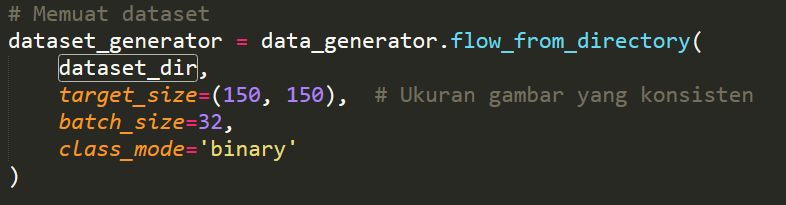 # Memuat dataset
dataset_generator = data_generator.flow_from_directory(
    dataset_dir,
    target_size=(150, 150),  # Ukuran gambar yang konsisten
    batch_size=32,
    class_mode='binary'
)